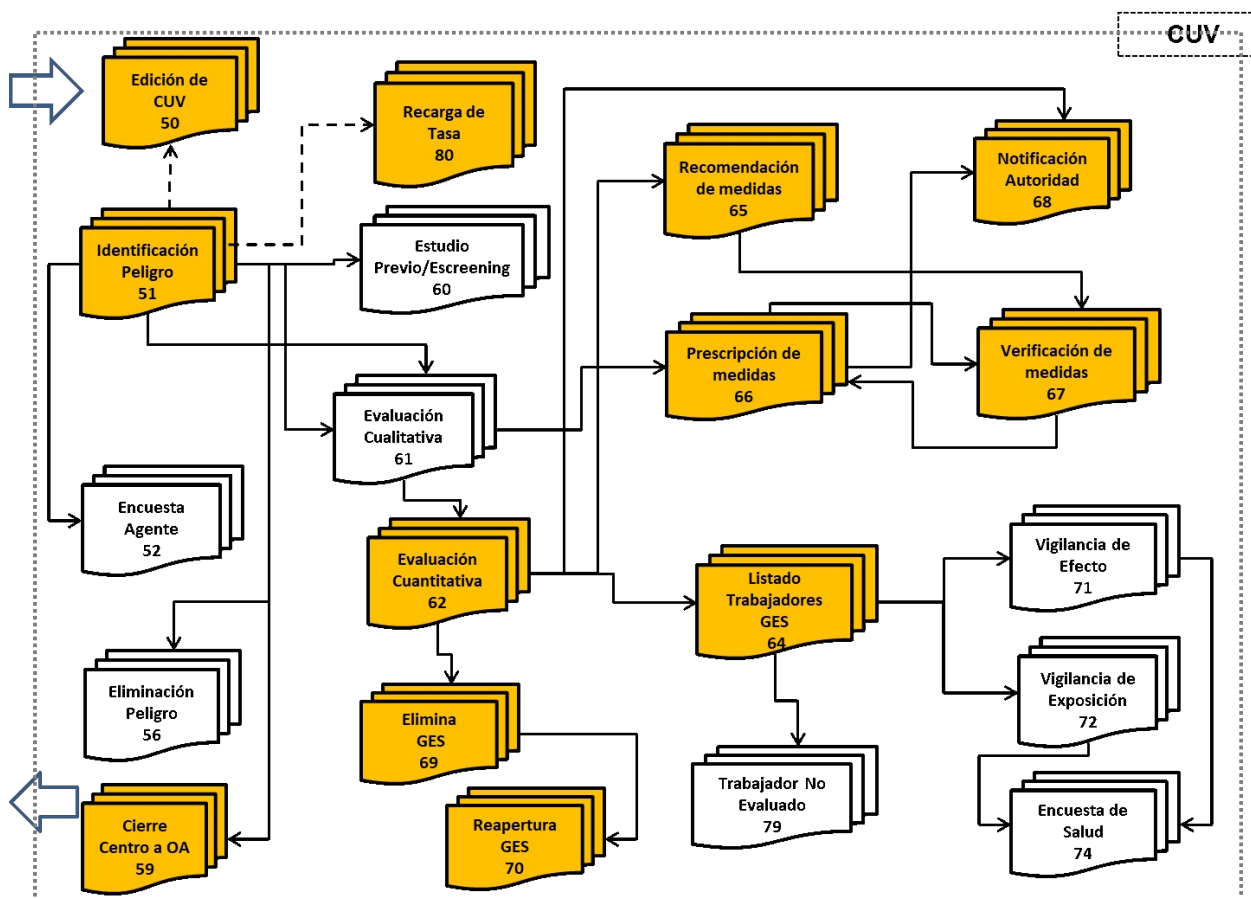 CUV
Edición de
CUV
50
Recarga de
Tasa
80
Recomendación
de medidas
65
Notificación
Autoridad
68
Identificación
Peligro
51
Estudio
Previo/Escreening
60
Prescripción de
medidas
66
Verificación de
medidas
67
Evaluación
Cualitativa
61
Encuesta
Agente
52
Evaluación
Cuantitativa
62
Listado
Trabajadores
GES
64
Vigilancia de
Efecto
71
Eliminación
Peligro
56
Elimina
GES
69
Vigilancia de
Exposición
72
Trabajador No
Evaluado
79
Cierre
Centro a OA
59
Reapertura
GES
70
Encuesta de
Salud
74